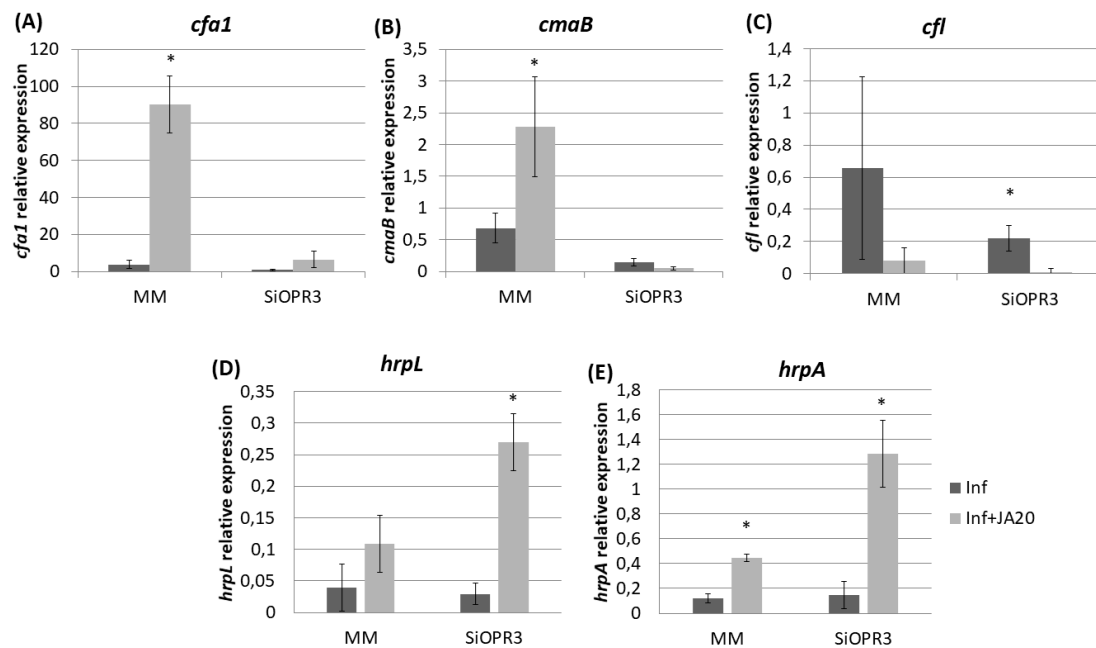 (A)
cfa1
cfa1 relative expression
120
100
80
60
40
20
0
*
MM
SiOPR3
(B)
cmaB
cmaB relative expression
3,5
3
2,5
2
1,5
1
0,5
0
*
MM
SiOPR3
(C)
cfl
cfl relative expression
1,4
1,2
1
0,8
0,6
0,4
0,2
0
*
MM
SiOPR3
(D)
hrpL
hrpL relative expression
0,35
0,3
0,25
0,2
0,15
0,1
0,05
0
*
MM
SiOPR3
(E)
hrpA
hrpA relative expression
1,8
1,6
1,4
1,2
1
0,8
0,6
0,4
0,2
0
*
*
MM
SiOPR3
Inf
Inf+JA20